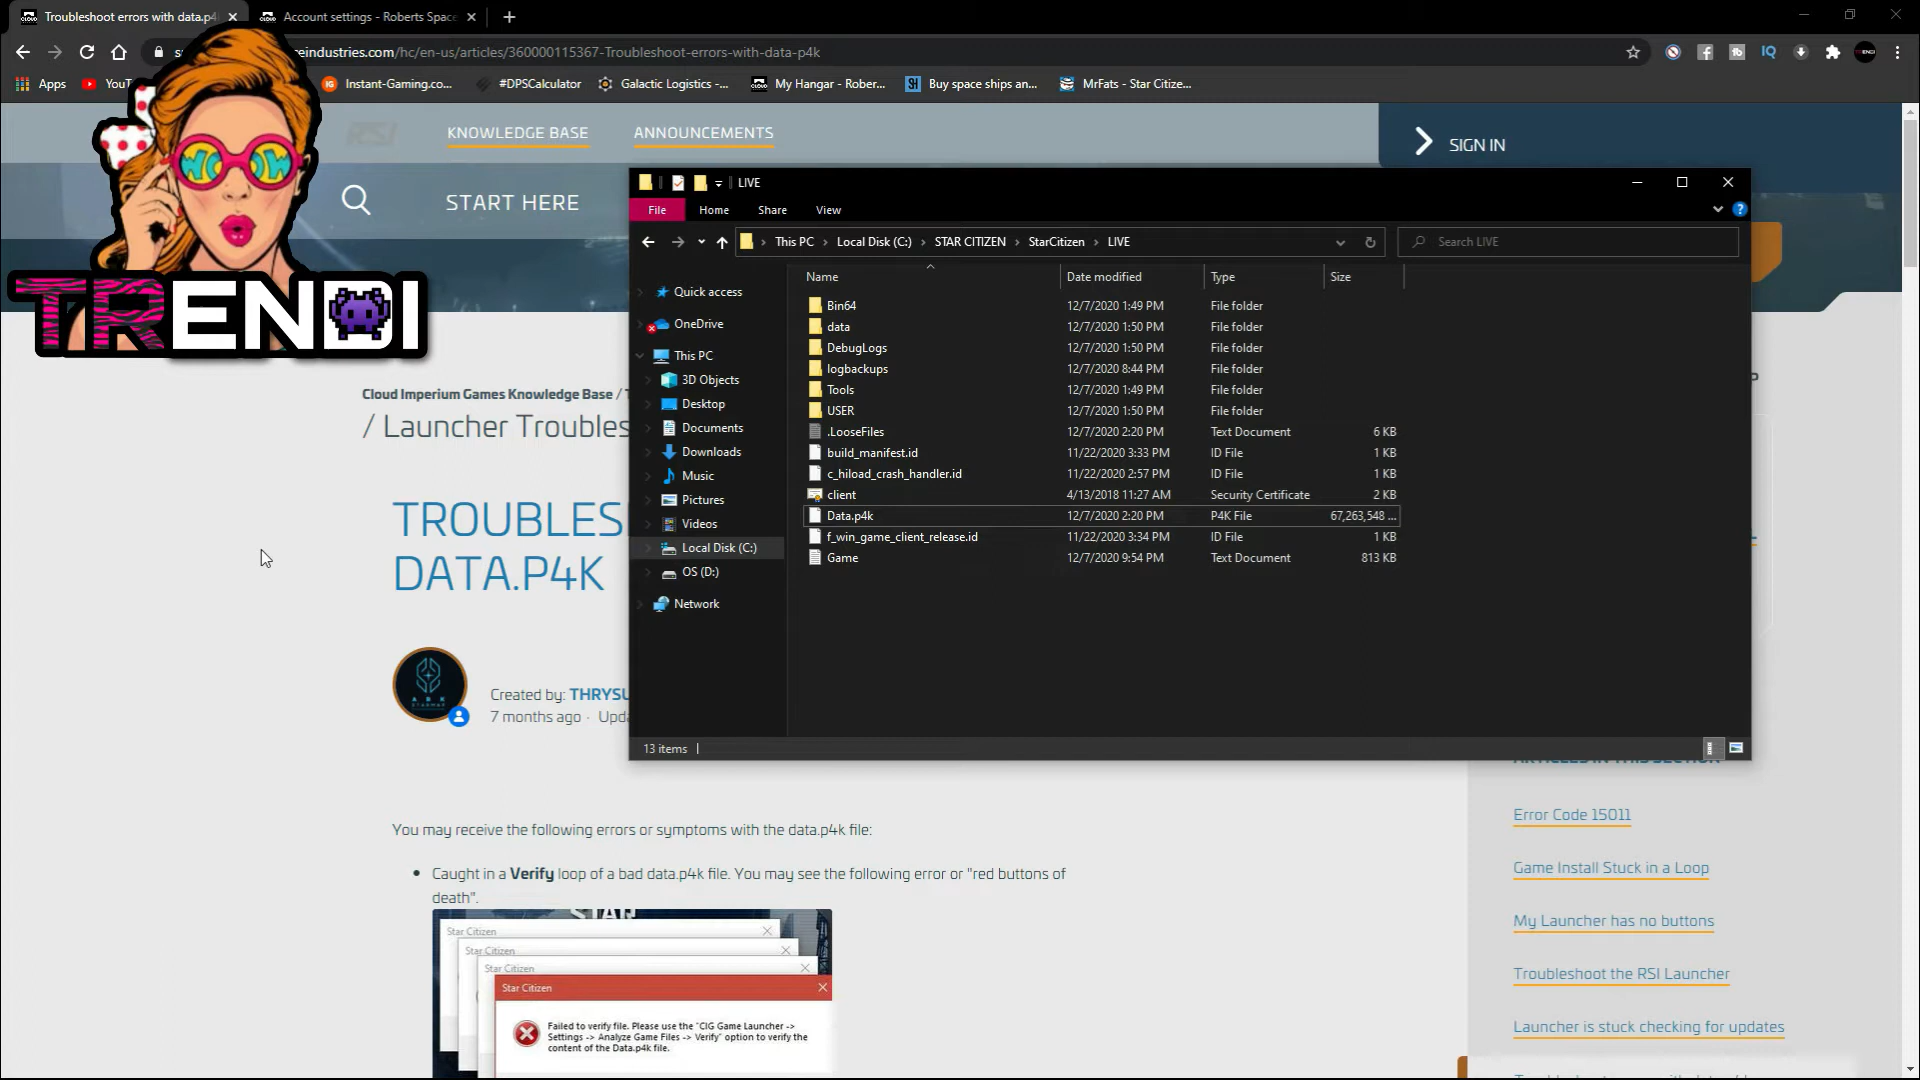 Troubleshoot errors with data.p4
Account settings - Roberts Space
eindustries.com/hc/en-us/articles/360000115367-Troubleshoot-errors-with-data-p4k
Apps
Instant-Gaming.co...
#DPSCalculator
Galactic Logistics -...
My Hangar - Rober...
Buy space ships an...
MrFats - Star Citize...
RSI
KNOWLEDGE BASE
ANNOUNCEMENTS
SIGN IN
START HERE
WOW
TRENDI
Cloud Imperium Games Knowledge Base /
/ Launcher Troubles
TROUBLES
DATA.P4K
Created by: THRYSU
7 months ago · Upda
You may receive the following errors or symptoms with the data.p4k file:
• Caught in a Verify loop of a bad data.p4k file. You may see the following error or "red buttons of
death".
Star Citizen
Star Citizen
Star Citizen
Star Citizen
Failed to verify file. Please use the "CIG Game Launcher ->
Settings -> Analyze Game Files -> Verify" option to verify the
content of the Data.p4k file.
LIVE
File Home Share View
This PC > Local Disk (C:) > STAR CITIZEN > StarCitizen > LIVE
Search LIVE
Quick access
OneDrive
This PC
3D Objects
Desktop
Documents
Downloads
Music
Pictures
Videos
Local Disk (C:)
OS (D:)
Network
Name Date modified Type Size
Bin64 12/7/2020 1:49 PM File folder
data 12/7/2020 1:50 PM File folder
DebugLogs 12/7/2020 1:50 PM File folder
logbackups 12/7/2020 8:44 PM File folder
Tools 12/7/2020 1:49 PM File folder
USER 12/7/2020 1:50 PM File folder
.LooseFiles 12/7/2020 2:20 PM Text Document 6 KB
build_manifest.id 11/22/2020 3:33 PM ID File 1 KB
c_hiload_crash_handler.id 11/22/2020 2:57 PM ID File 1 KB
client 4/13/2018 11:27 AM Security Certificate 2 KB
Data.p4k 12/7/2020 2:20 PM P4K File 67,263,548 ...
f_win_game_client_release.id 11/22/2020 3:34 PM ID File 1 KB
Game 12/7/2020 9:54 PM Text Document 813 KB
13 items
ARTICLES IN THIS SECTION
Error Code 15011
Game Install Stuck in a Loop
My Launcher has no buttons
Troubleshoot the RSI Launcher
Launcher is stuck checking for updates